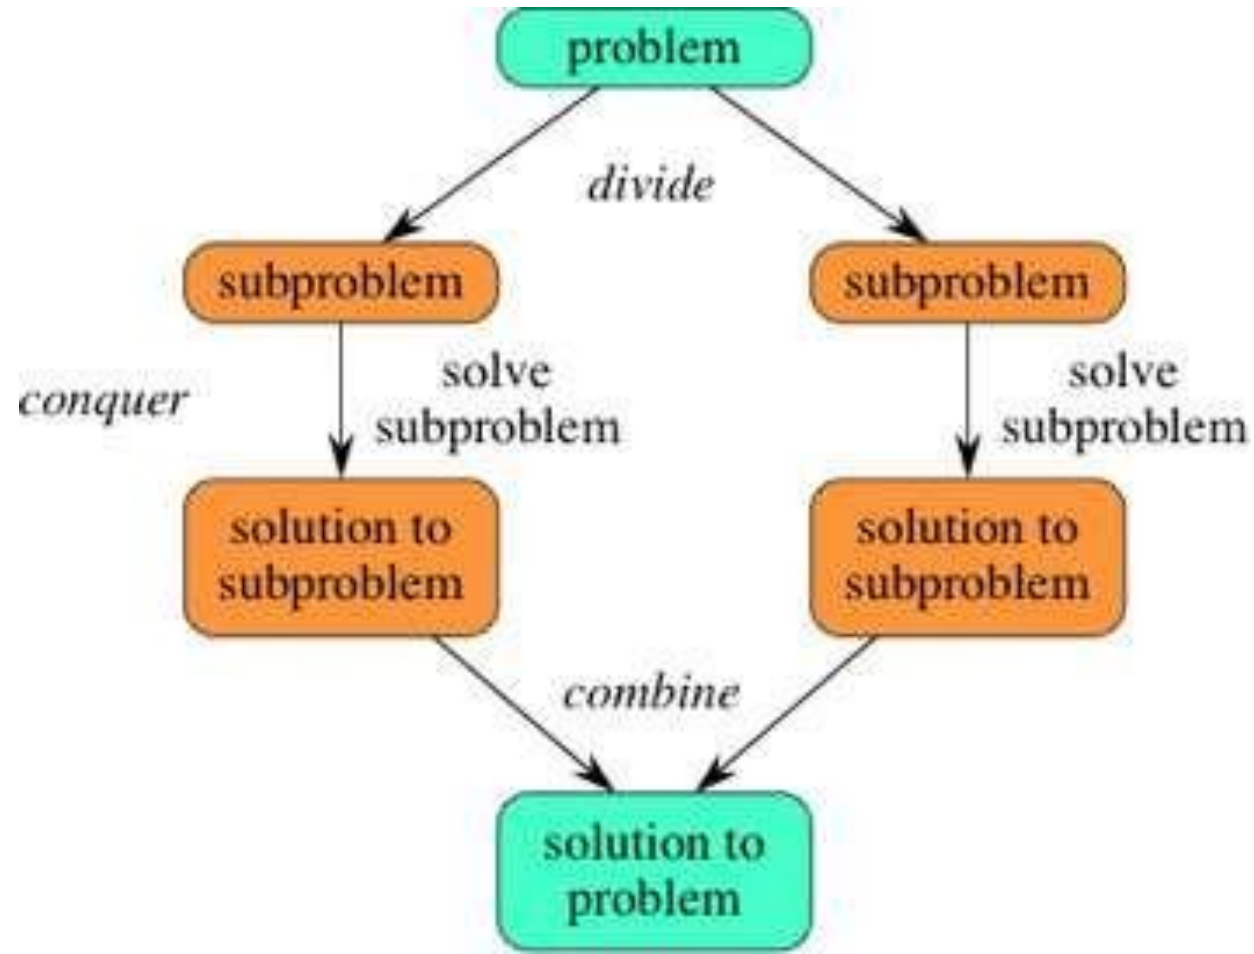 problem
divide
subproblem
subproblem
conquer
solve
subproblem
solve
subproblem
solution to
subproblem
solution to
subproblem
combine
solution to
problem